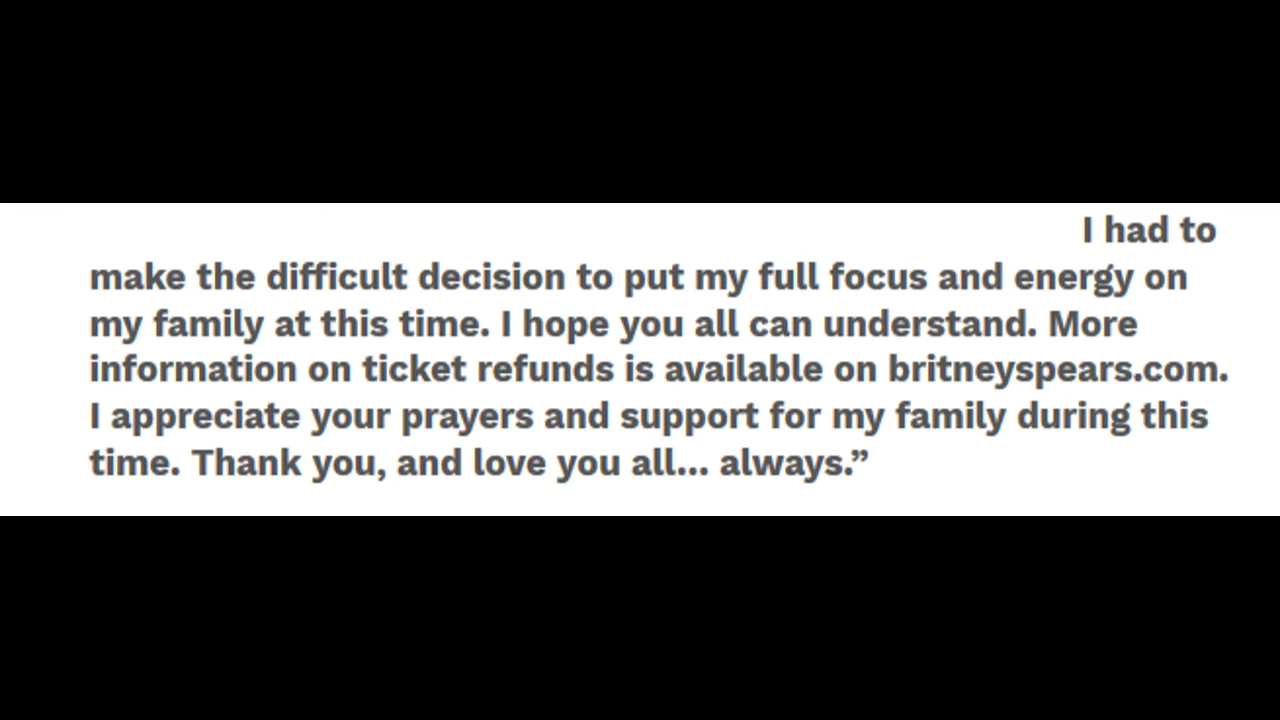 I had to
make the difficult decision to put my full focus and energy on
my family at this time. I hope you all can understand. More
information on ticket refunds is available on britneyspears.com.
I appreciate your prayers and support for my family during this
time. Thank you, and love you all... always.”